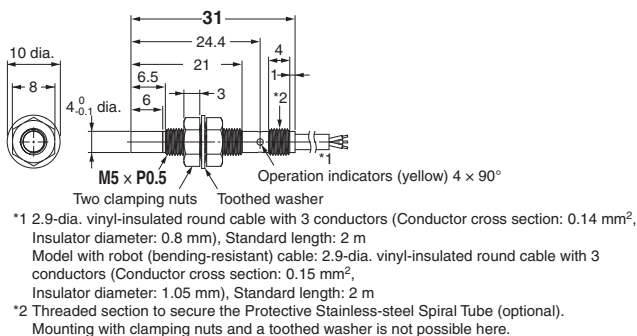 31
24.4
10 dia.
4
21
1
8
6.5
3
*2
6
4 0 -0.1 dia.
*1
M5 × P0.5
Operation indicators (yellow) 4 × 90°
Two clamping nuts
Toothed washer
*1 2.9-dia. vinyl-insulated round cable with 3 conductors (Conductor cross section: 0.14 mm²,
Insulator diameter: 0.8 mm), Standard length: 2 m
Model with robot (bending-resistant) cable: 2.9-dia. vinyl-insulated round cable with 3
conductors (Conductor cross section: 0.15 mm²,
Insulator diameter: 1.05 mm), Standard length: 2 m
*2 Threaded section to secure the Protective Stainless-steel Spiral Tube (optional).
Mounting with clamping nuts and a toothed washer is not possible here.